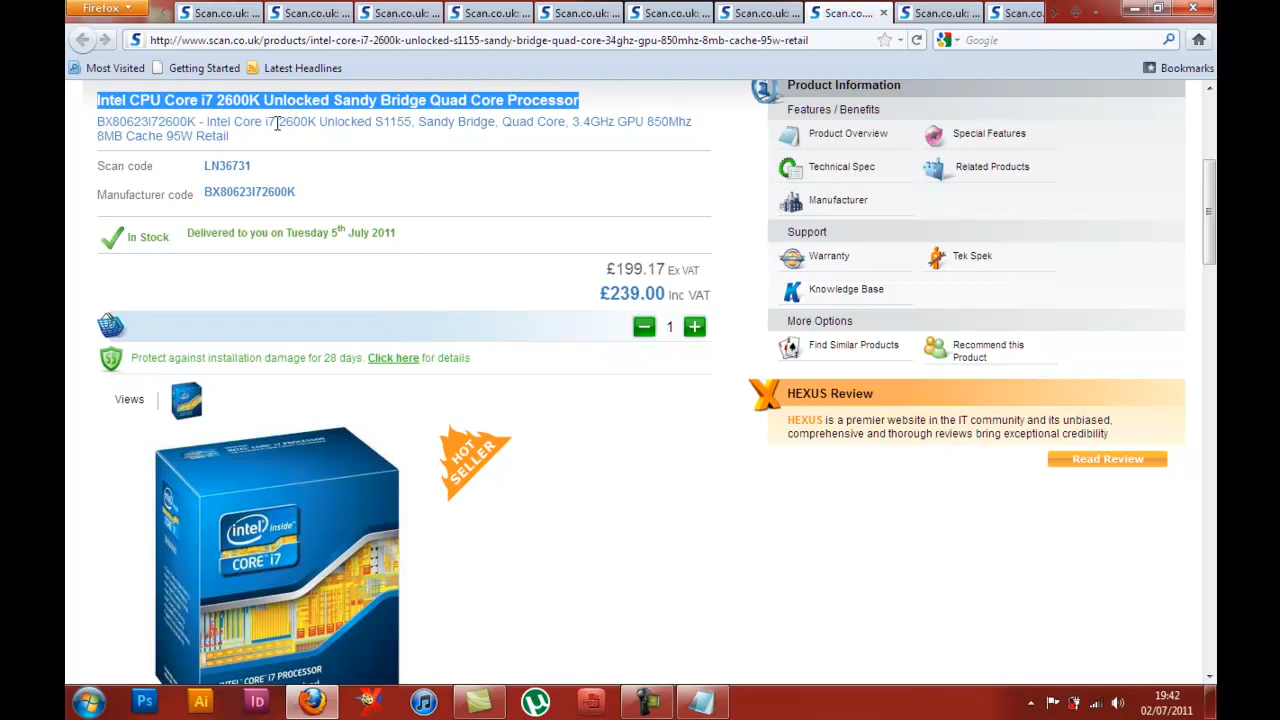 Firefox
Scan.co.uk: ...
Scan.co.uk: ...
Scan.co.uk: ...
Scan.co.uk: ...
Scan.co.uk: ...
Scan.co.uk: ...
Scan.co.uk: ...
Scan.co....
Scan.co.uk: ...
Scan.co.uk:
http://www.scan.co.uk/products/intel-core-i7-2600k-unlocked-s1155-sandy-bridge-quad-core-34ghz-gpu-850mhz-8mb-cache-95w-retail
Google
Most Visited
Getting Started
Latest Headlines
Bookmarks
Intel CPU Core i7 2600K Unlocked Sandy Bridge Quad Core Processor
BX80623I72600K - Intel Core i7 2600K Unlocked S1155, Sandy Bridge, Quad Core, 3.4GHz GPU 850Mhz
8MB Cache 95W Retail
Scan code LN36731
Manufacturer code BX80623I72600K
In Stock Delivered to you on Tuesday 5th July 2011
£199.17 Ex VAT
£239.00 Inc VAT
1
Protect against installation damage for 28 days. Click here for details
Views
HOT
SELLER
intel inside
CORE i7
INTEL® CORE™ i7 PROCESSOR
Product Information
Features / Benefits
Product Overview
Special Features
Technical Spec
Related Products
Manufacturer
Support
Warranty
Tek Spek
Knowledge Base
More Options
Find Similar Products
Recommend this
Product
HEXUS Review
HEXUS is a premier website in the IT community and its unbiased,
comprehensive and thorough reviews bring exceptional credibility
Read Review
Ps
Ai
Id
19:42
02/07/2011